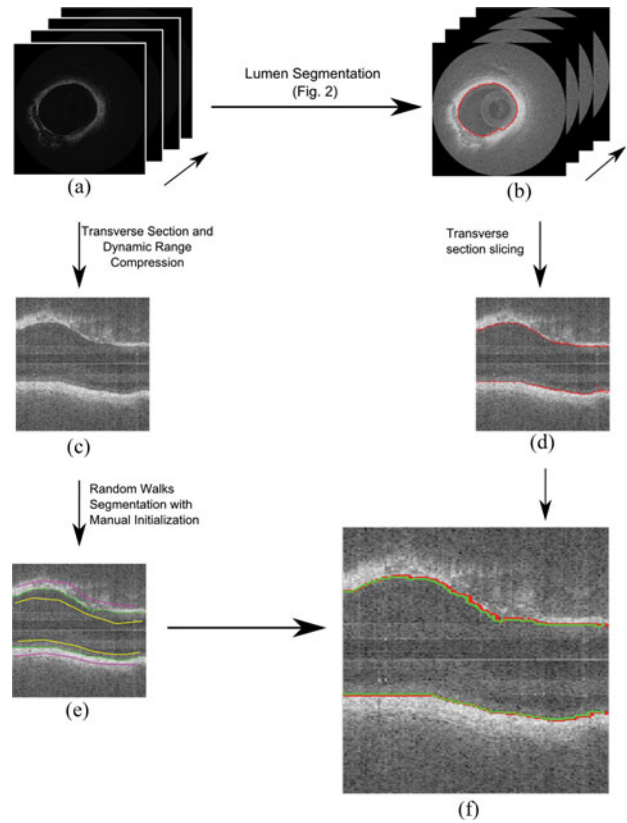 Lumen Segmentation
(Fig. 2)
(a)
(b)
Transverse Section and
Dynamic Range
Compression
Transverse
section slicing
(c)
(d)
Random Walks
Segmentation with
Manual Initialization
(e)
(f)